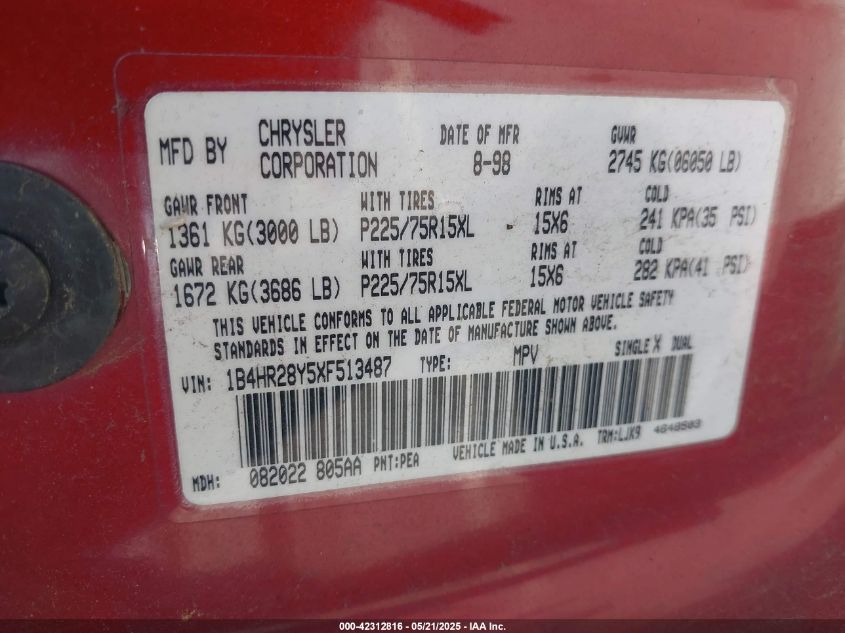 MFD BY CHRYSLER CORPORATION DATE OF MFR 8-98 GVWR 2745 KG(06050 LB)
GAWR FRONT WITH TIRES RIMS AT COLD
1361 KG(3000 LB) P225/75R15XL 15X6 241 KPA(35 PSI)
GAWR REAR WITH TIRES RIMS AT COLD
1672 KG(3686 LB) P225/75R15XL 15X6 282 KPA(41 PSI)
THIS VEHICLE CONFORMS TO ALL APPLICABLE FEDERAL MOTOR VEHICLE SAFETY
STANDARDS IN EFFECT ON THE DATE OF MANUFACTURE SHOWN ABOVE.
VIN: 1B4HR28Y5XF513487 TYPE: MPV SINGLE X DUAL
MDH: 082022 805AA PNT:PEA VEHICLE MADE IN U.S.A. TRM:LJK9 4648503
000-42312816 - 05/21/2025 - IAA Inc.